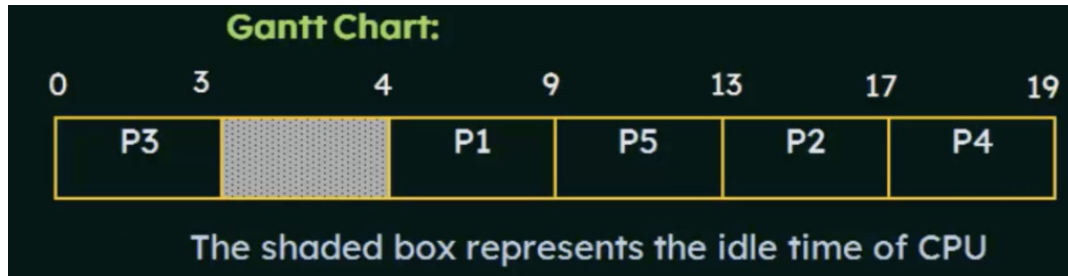 Gantt Chart:
0 3 4 9 13 17 19
P3 P1 P5 P2 P4
The shaded box represents the idle time of CPU